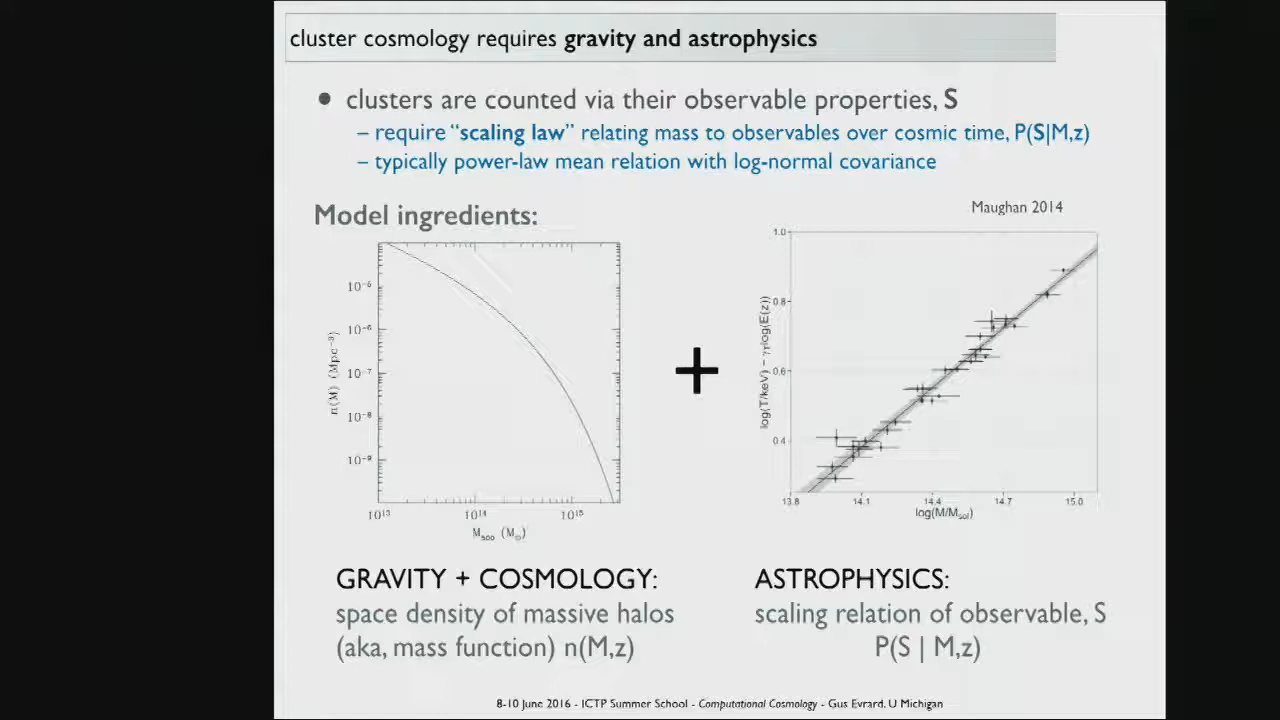 cluster cosmology requires gravity and astrophysics
• clusters are counted via their observable properties, S
– require “scaling law” relating mass to observables over cosmic time, P(S|M,z)
– typically power-law mean relation with log-normal covariance
Model ingredients:
Maughan 2014
n(M) (Mpc⁻³)
10⁻⁶
10⁻⁷
10⁻⁸
10⁻⁹
10¹³
10¹⁴
10¹⁵
M₅₀₀ (M☉)
+
log(T/keV) − γ_T log(E(z))
1.0
0.8
0.6
0.4
13.8
14.1
14.4
14.7
15.0
log(M/M_sol)
GRAVITY + COSMOLOGY:
space density of massive halos
(aka, mass function) n(M,z)
ASTROPHYSICS:
scaling relation of observable, S
P(S | M,z)
8-10 June 2016 - ICTP Summer School - Computational Cosmology - Gus Evrard, U Michigan